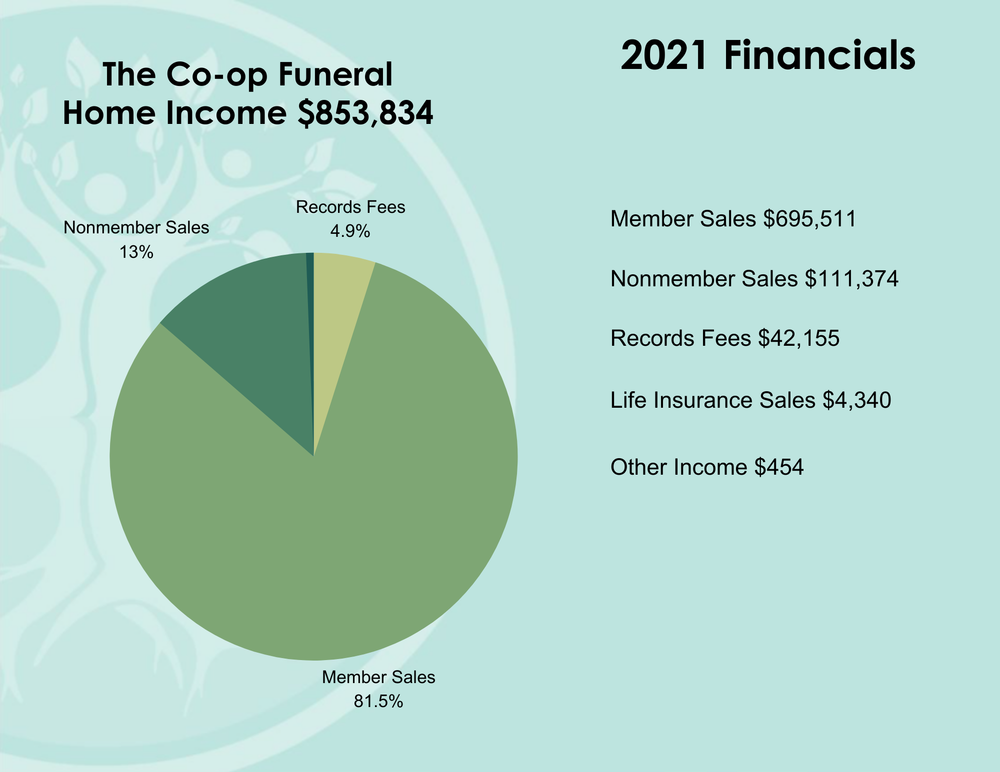 2021 Financials
The Co-op Funeral
Home Income $853,834
Records Fees
4.9%
Nonmember Sales
13%
Member Sales
81.5%
Member Sales $695,511
Nonmember Sales $111,374
Records Fees $42,155
Life Insurance Sales $4,340
Other Income $454